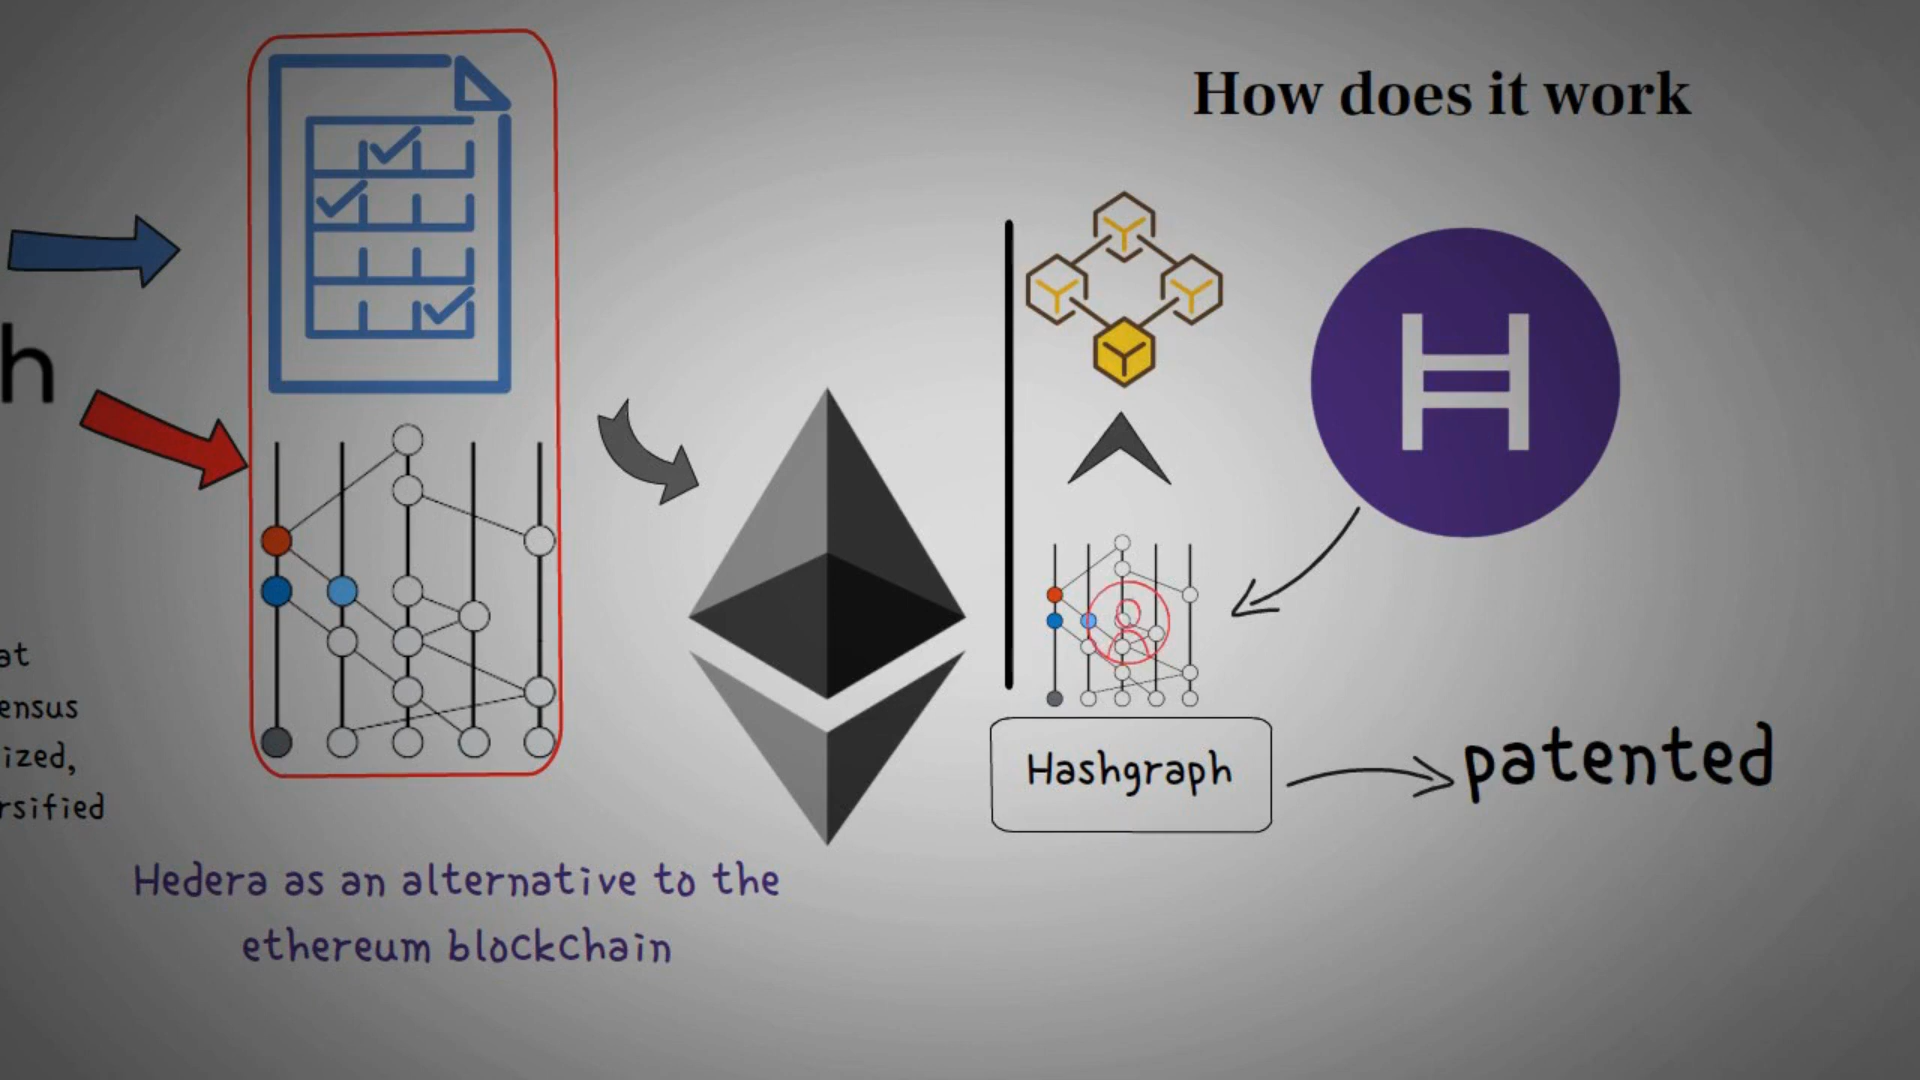 How does it work
h
at
ensus
ized,
rsified
Hashgraph
patented
Hedera as an alternative to the
ethereum blockchain